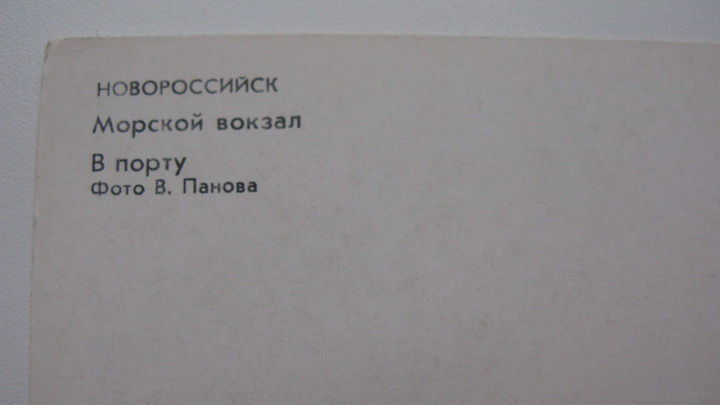 НОВОРОССИЙСК
Морской вокзал
В порту
Фото В. Панова